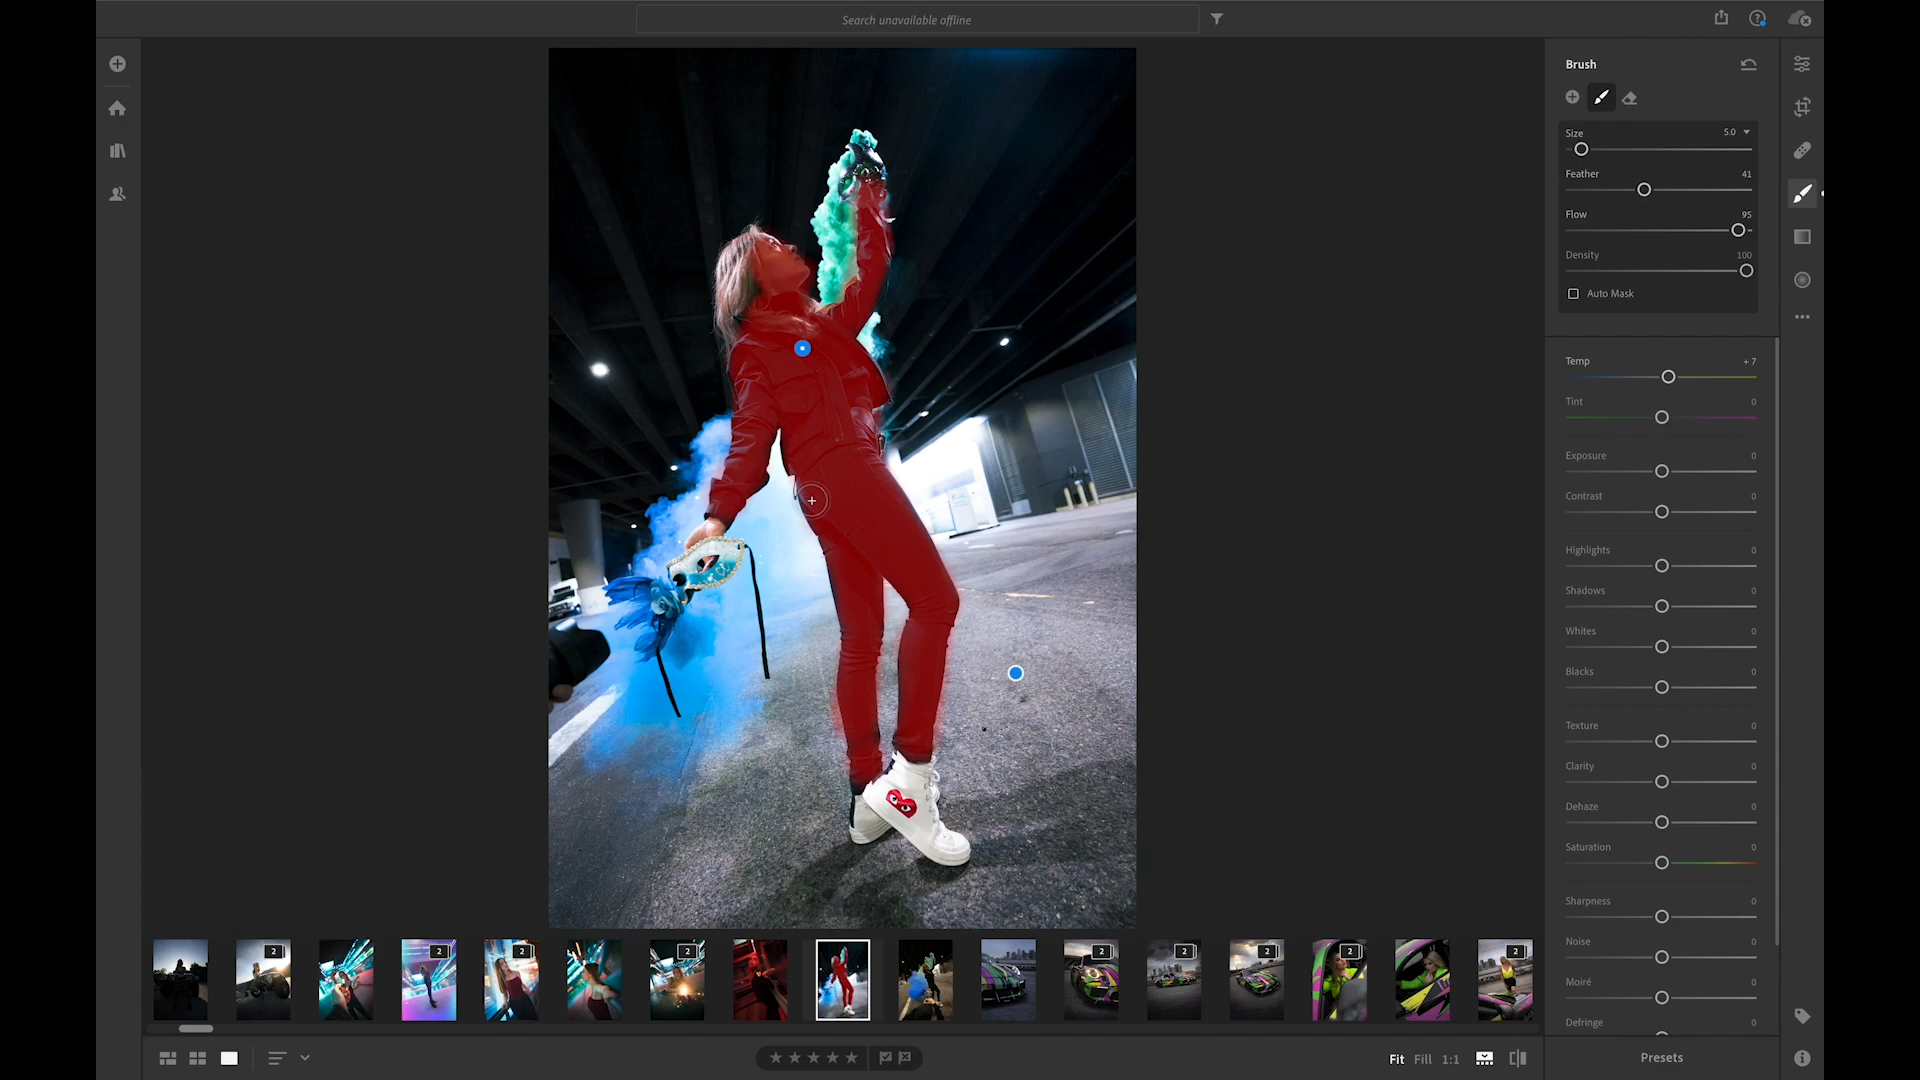 Search unavailable offline
Brush
Size 5.0
Feather 41
Flow 95
Density 100
Auto Mask
Temp + 7
Tint 0
Exposure 0
Contrast 0
Highlights 0
Shadows 0
Whites 0
Blacks 0
Texture 0
Clarity 0
Dehaze 0
Saturation 0
Sharpness 0
Noise 0
Moiré 0
Defringe 0
2
2
2
2
2
2
2
2
2
Fit Fill 1:1
Presets